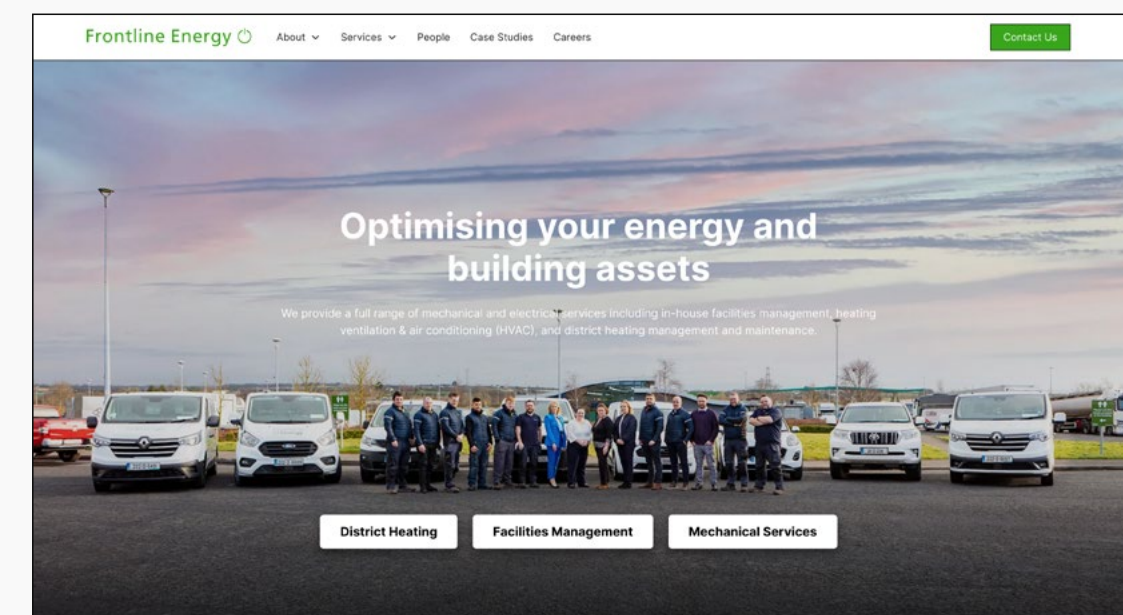 Frontline Energy
About
Services
People
Case Studies
Careers
Contact Us
Optimising your energy and
building assets
We provide a full range of mechanical and electrical services including in-house facilities management, heating
ventilation & air conditioning (HVAC), and district heating management and maintenance.
District Heating
Facilities Management
Mechanical Services